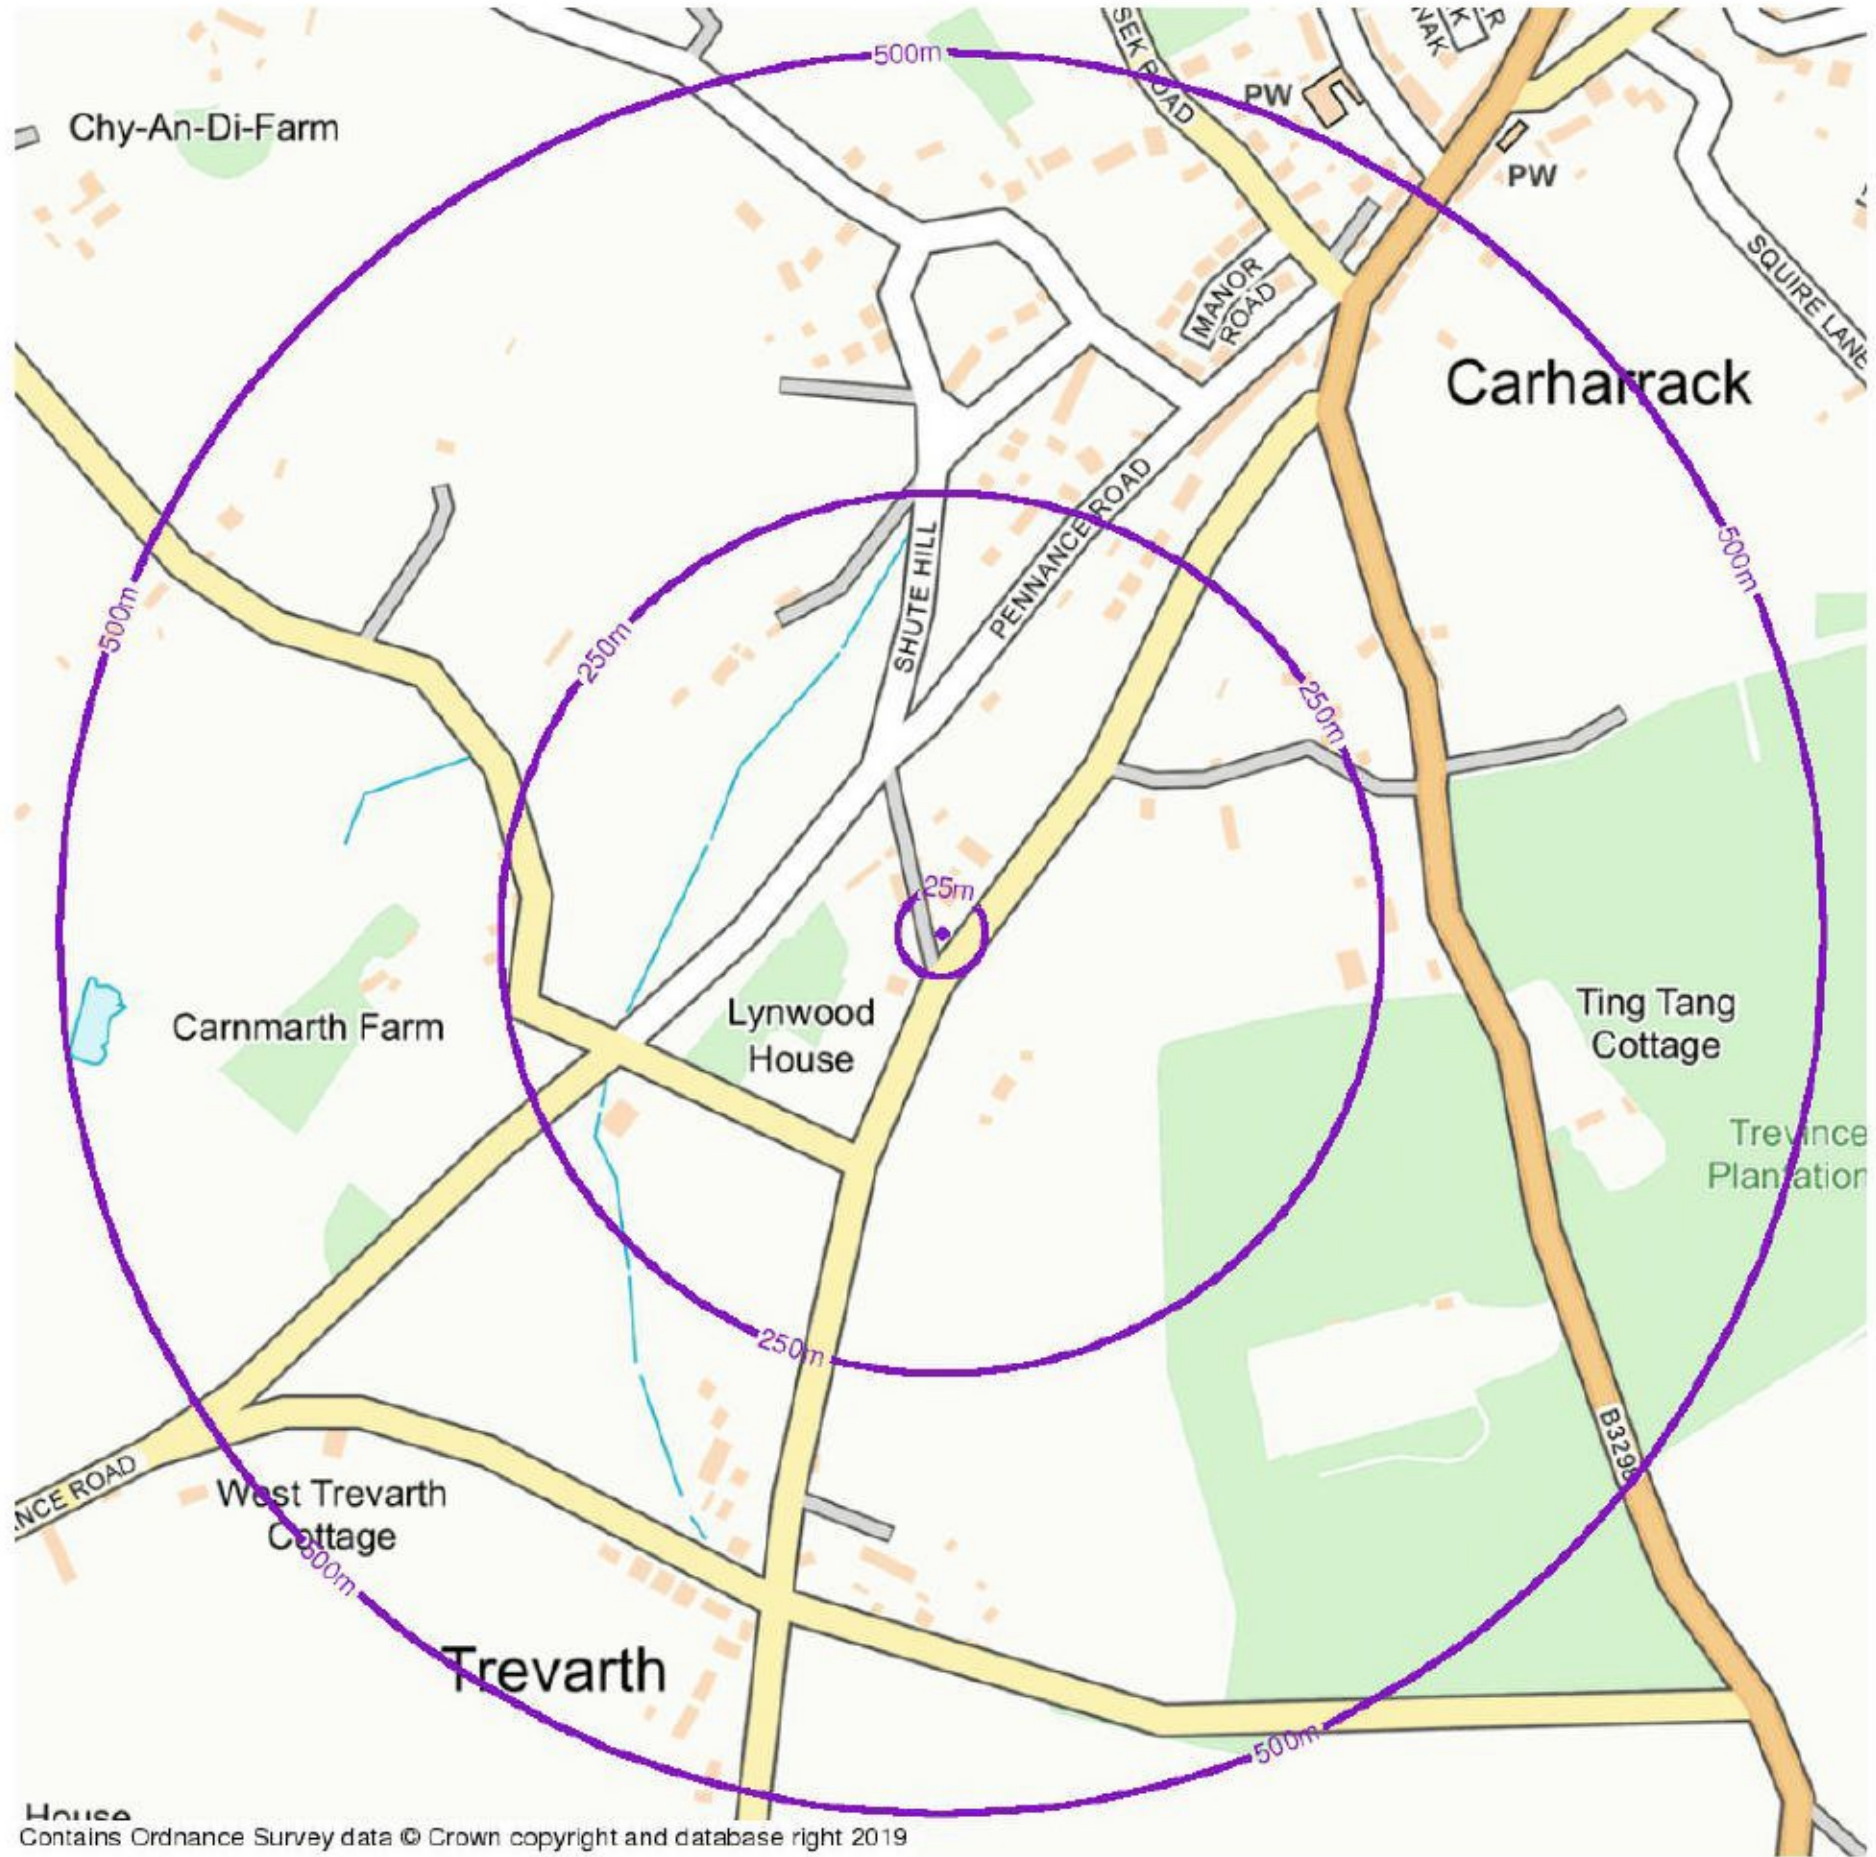 500m
SEK ROAD
NAK
K
R
PW
PW
Chy-An-Di-Farm
MANOR
ROAD
SQUIRE LANE
Carharrack
SHUTE HILL
PENNANCE ROAD
500m
500m
250m
250m
25m
Lynwood
House
Carnmarth Farm
Ting Tang
Cottage
Trevince
Plantation
250m
B3298
NCE ROAD
West Trevarth
Cottage
500m
Trevarth
500m
House
Contains Ordnance Survey data © Crown copyright and database right 2019